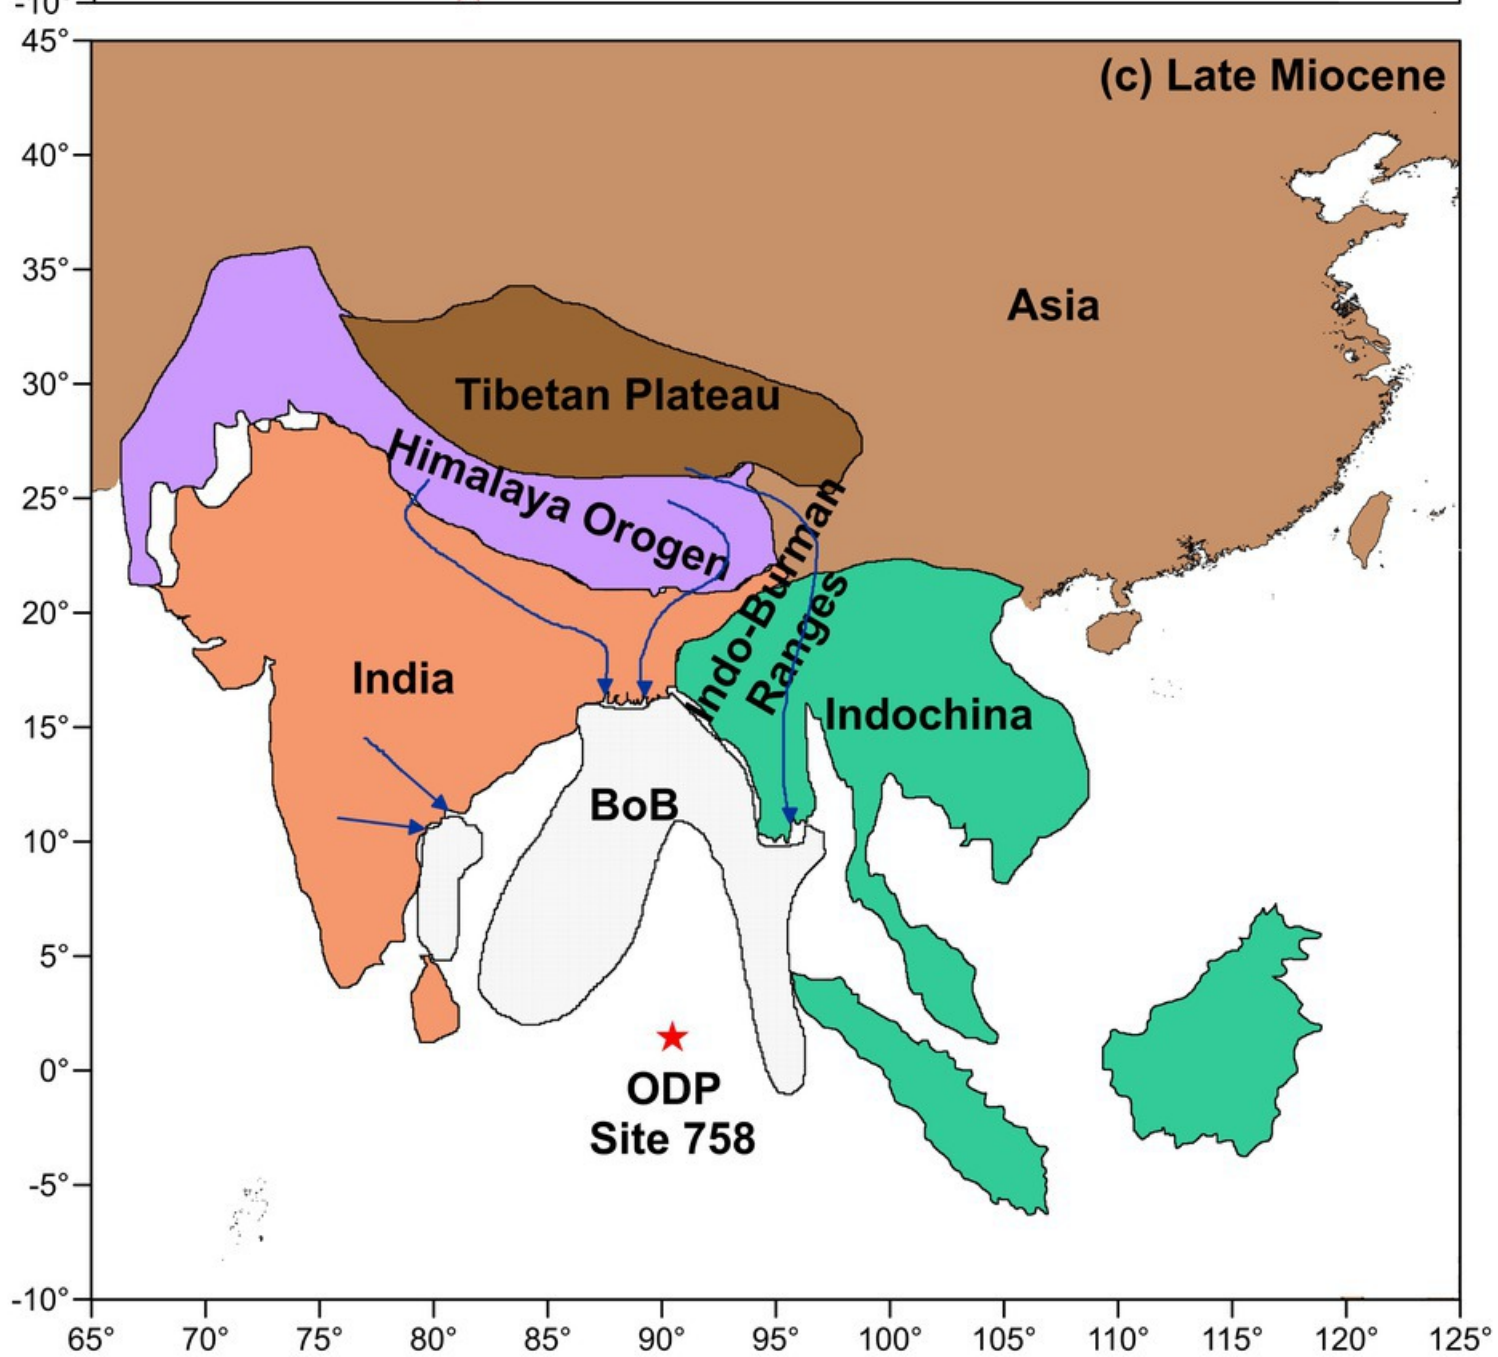 -10°
45°
(c) Late Miocene
40°
35°
Asia
30°
Tibetan Plateau
Himalaya Orogen
25°
Indo-Burman
Ranges
20°
India
Indochina
15°
BoB
10°
5°
0°
ODP
Site 758
-5°
-10°
65° 70° 75° 80° 85° 90° 95° 100° 105° 110° 115° 120° 125°